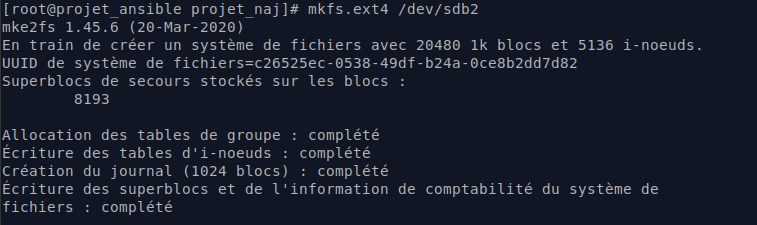 [root@projet_ansible projet_naj]# mkfs.ext4 /dev/sdb2
mke2fs 1.45.6 (20-Mar-2020)
En train de créer un système de fichiers avec 20480 1k blocs et 5136 i-noeuds.
UUID de système de fichiers=c26525ec-0538-49df-b24a-0ce8b2dd7d82
Superblocs de secours stockés sur les blocs :
8193
Allocation des tables de groupe : complété
Écriture des tables d'i-noeuds : complété
Création du journal (1024 blocs) : complété
Écriture des superblocs et de l'information de comptabilité du système de
fichiers : complété